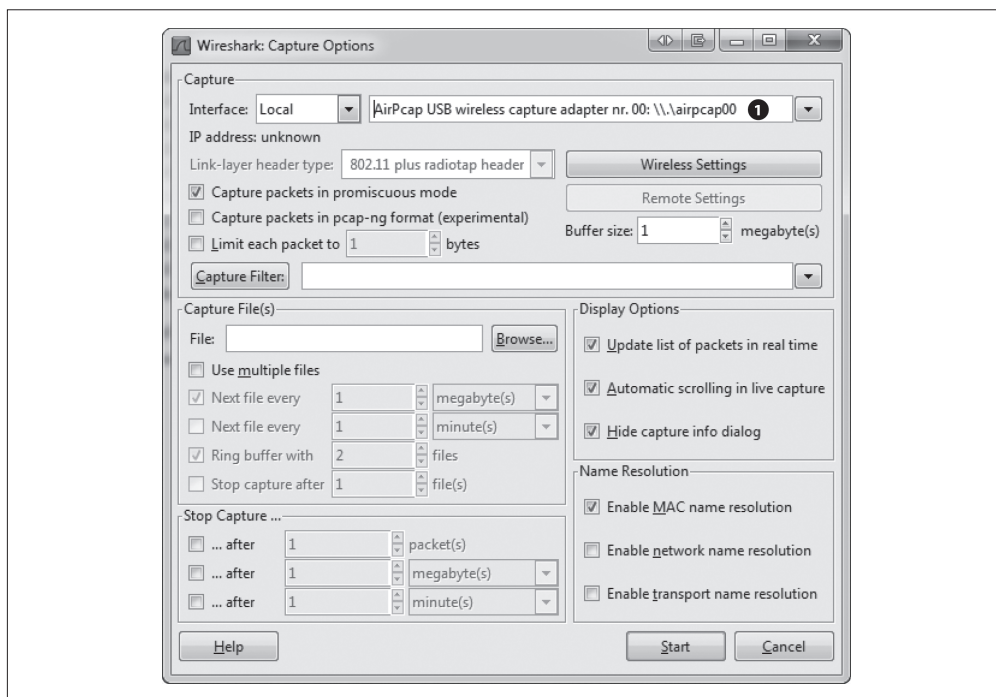 Wireshark: Capture Options
Capture
Interface: Local AirPcap USB wireless capture adapter nr. 00: \\.\airpcap00 1
IP address: unknown
Link-layer header type: 802.11 plus radiotap header Wireless Settings
Capture packets in promiscuous mode Remote Settings
Capture packets in pcap-ng format (experimental) Buffer size: 1 megabyte(s)
Limit each packet to 1 bytes
Capture Filter:
Capture File(s)
File: Browse...
Use multiple files
Next file every 1 megabyte(s)
Next file every 1 minute(s)
Ring buffer with 2 files
Stop capture after 1 file(s)
Stop Capture ...
... after 1 packet(s)
... after 1 megabyte(s)
... after 1 minute(s)
Display Options
Update list of packets in real time
Automatic scrolling in live capture
Hide capture info dialog
Name Resolution
Enable MAC name resolution
Enable network name resolution
Enable transport name resolution
Help Start Cancel